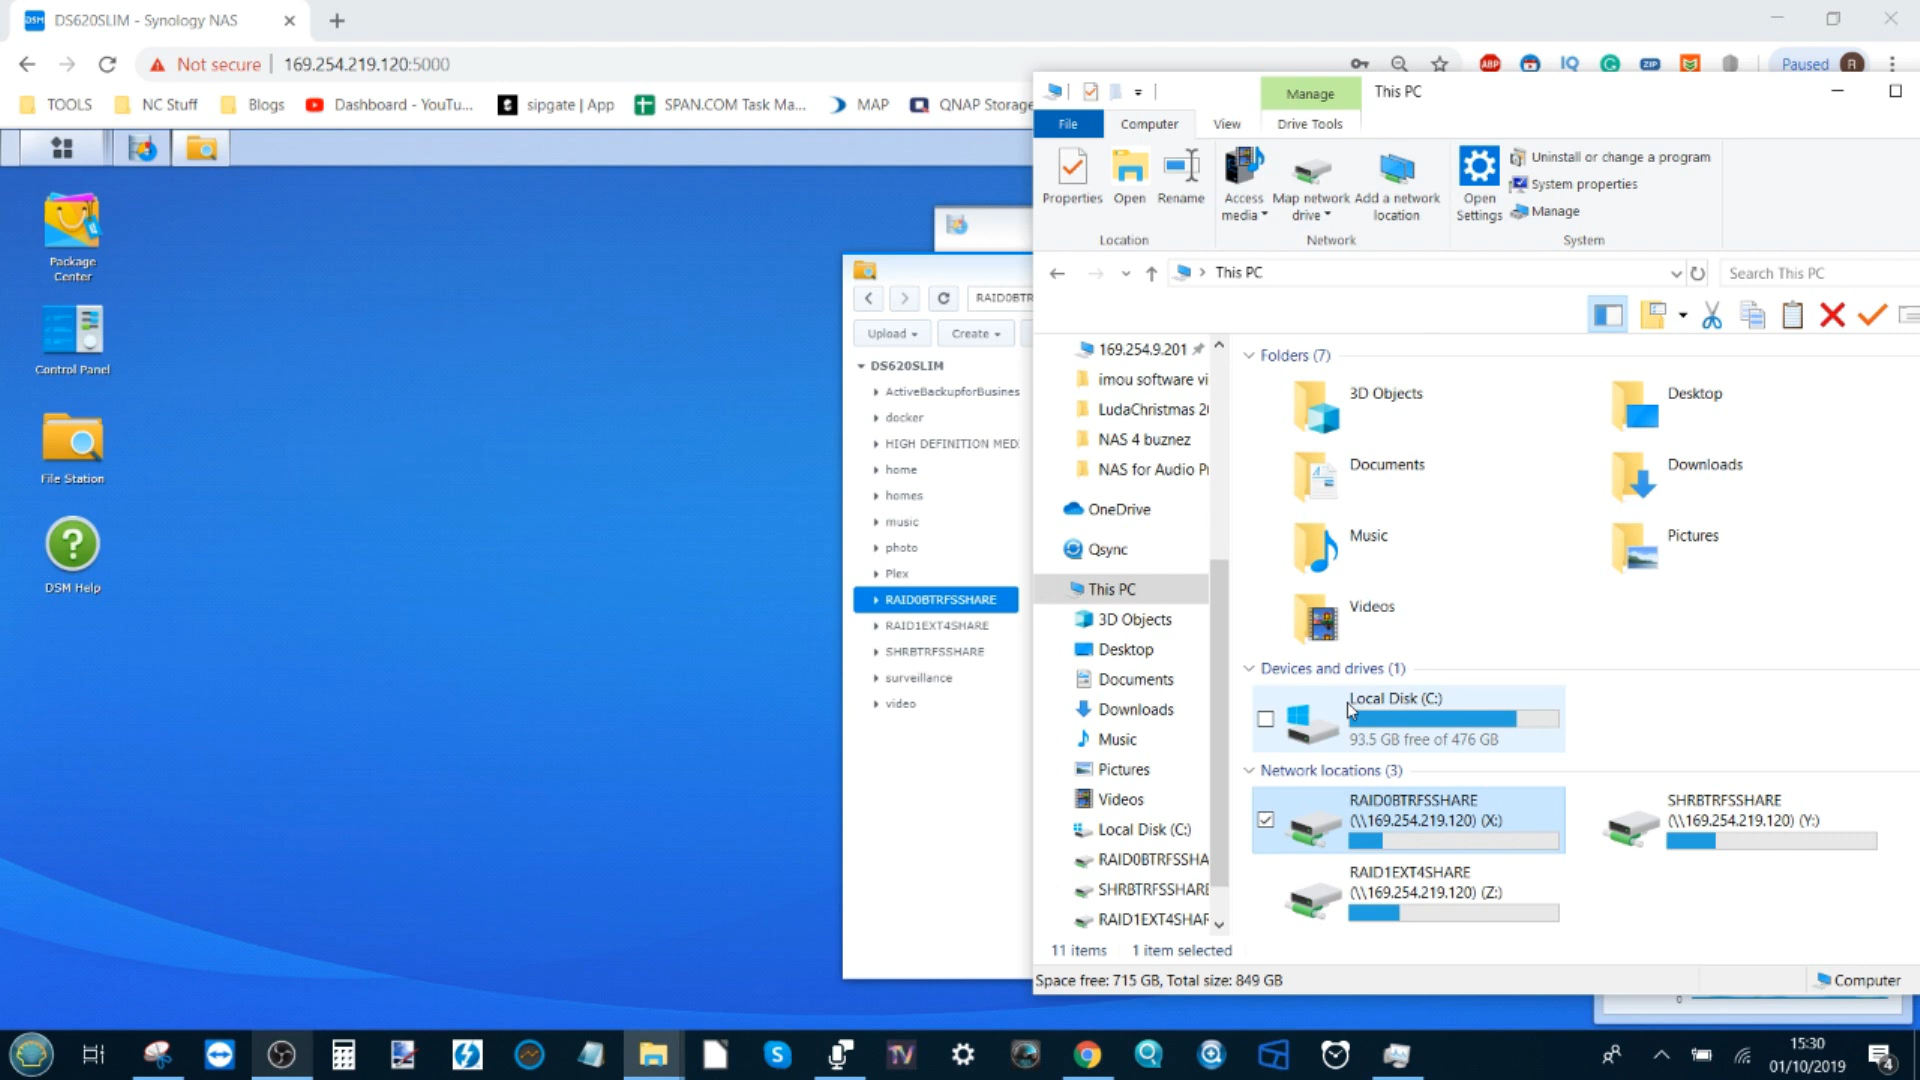 DS620SLIM - Synology NAS
Not secure
169.254.219.120:5000
Paused
TOOLS
NC Stuff
Blogs
Dashboard - YouTu...
sipgate | App
SPAN.COM Task Ma...
MAP
QNAP Storage
Package
Center
Control Panel
File Station
DSM Help
RAID0BTR
Upload
Create
DS620SLIM
ActiveBackupforBusines
docker
HIGH DEFINITION MED
home
homes
music
photo
Plex
RAID0BTRFSSHARE
RAID1EXT4SHARE
SHRBTRFSSHARE
surveillance
video
Manage
This PC
File
Computer
View
Drive Tools
Properties
Open
Rename
Access
media
Map network
drive
Add a network
location
Open
Settings
Uninstall or change a program
System properties
Manage
Location
Network
System
This PC
Search This PC
169.254.9.201
imou software vi
LudaChristmas 2
NAS 4 buznez
NAS for Audio P
OneDrive
Qsync
This PC
3D Objects
Desktop
Documents
Downloads
Music
Pictures
Videos
Local Disk (C:)
RAID0BTRFSSHA
SHRBTRFSSHARE
RAID1EXT4SHAR
Folders (7)
3D Objects
Desktop
Documents
Downloads
Music
Pictures
Videos
Devices and drives (1)
Local Disk (C:)
93.5 GB free of 476 GB
Network locations (3)
RAID0BTRFSSHARE
(\\169.254.219.120) (X:)
SHRBTRFSSHARE
(\\169.254.219.120) (Y:)
RAID1EXT4SHARE
(\\169.254.219.120) (Z:)
11 items
1 item selected
Space free: 715 GB, Total size: 849 GB
Computer
0
15:30
01/10/2019
4